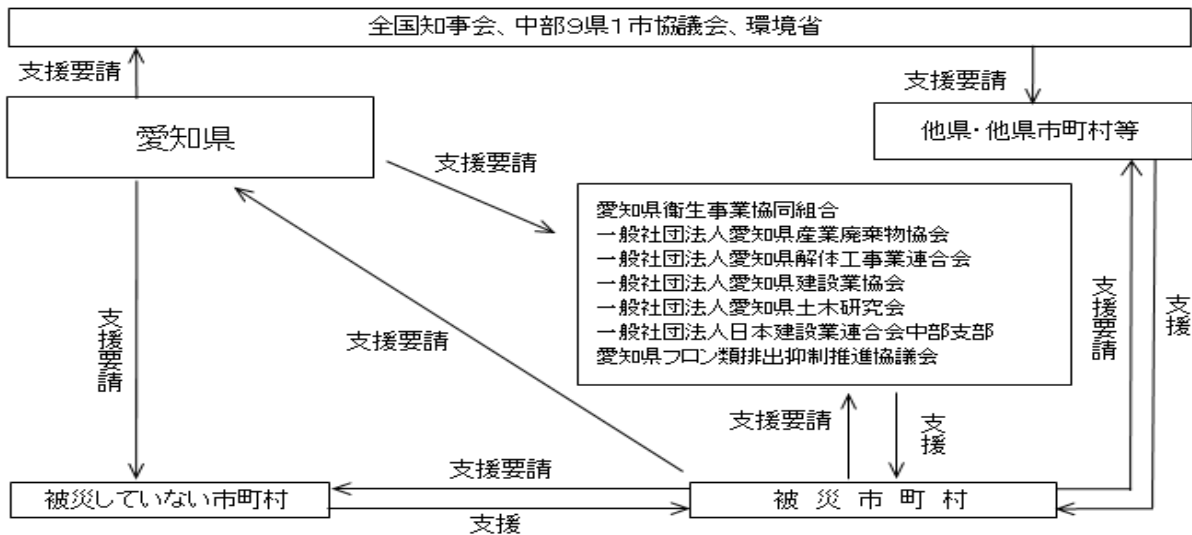 全国知事会、中部9県1市協議会、環境省
支援要請
支援要請
愛知県
他県・他県市町村等
支援要請
愛知県衛生事業協同組合
一般社団法人愛知県産業廃棄物協会
一般社団法人愛知県解体工事業連合会
一般社団法人愛知県建設業協会
一般社団法人愛知県土木研究会
一般社団法人日本建設業連合会中部支部
愛知県フロン類排出抑制推進協議会
支援要請
支援要請
支援要請
支援
支援要請
支援
支援要請
被災していない市町村
被災市町村
支援